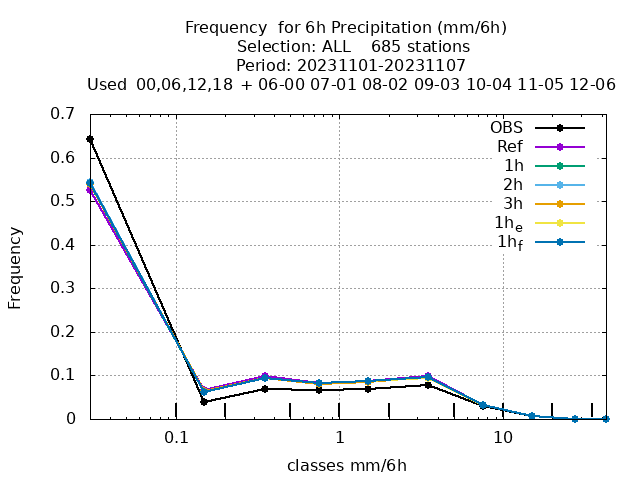 Frequency  for 6h Precipitation (mm/6h)
Selection: ALL    685 stations
Period: 20231101-20231107
Used  00,06,12,18  + 06-00 07-01 08-02 09-03 10-04 11-05 12-06
0.7
0.6
0.5
0.4
0.3
0.2
0.1
0
Frequency
OBS
Ref
1h
2h
3h
1he
1hf
0.1 1 10
classes mm/6h